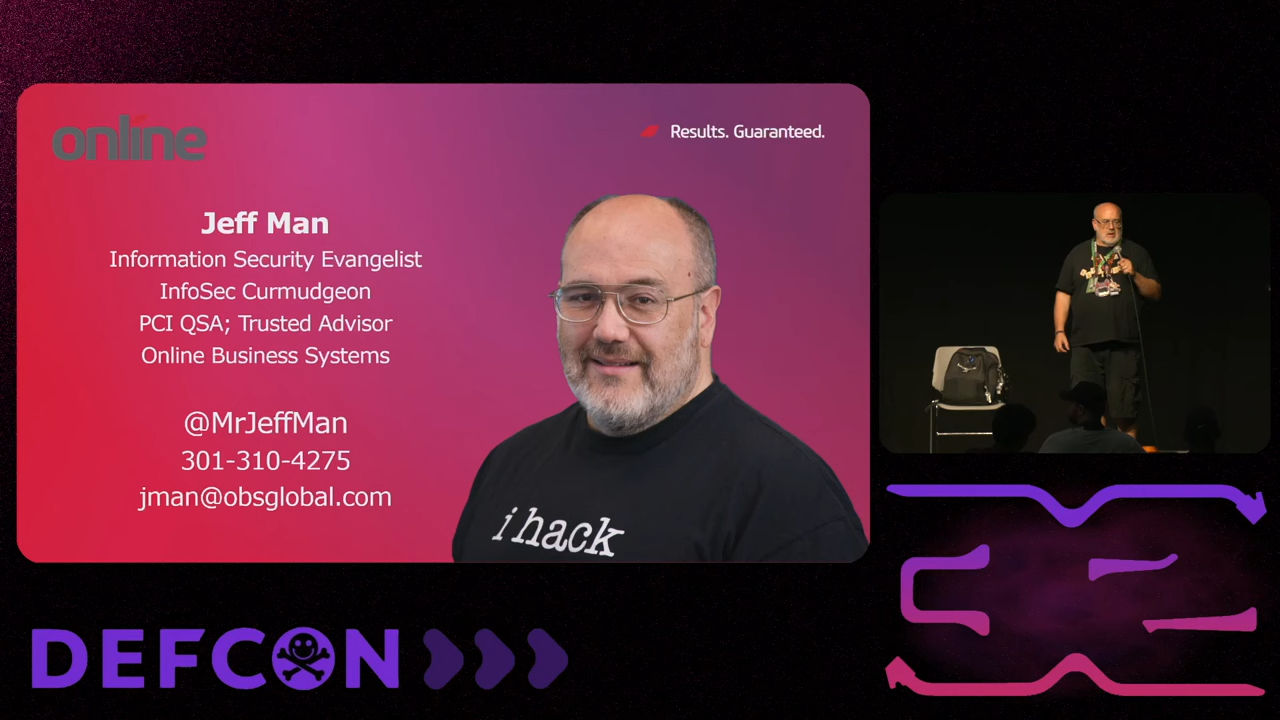 online
Results. Guaranteed.
Jeff Man
Information Security Evangelist
InfoSec Curmudgeon
PCI QSA; Trusted Advisor
Online Business Systems
@MrJeffMan
301-310-4275
jman@obsglobal.com
i hack
DEFCON